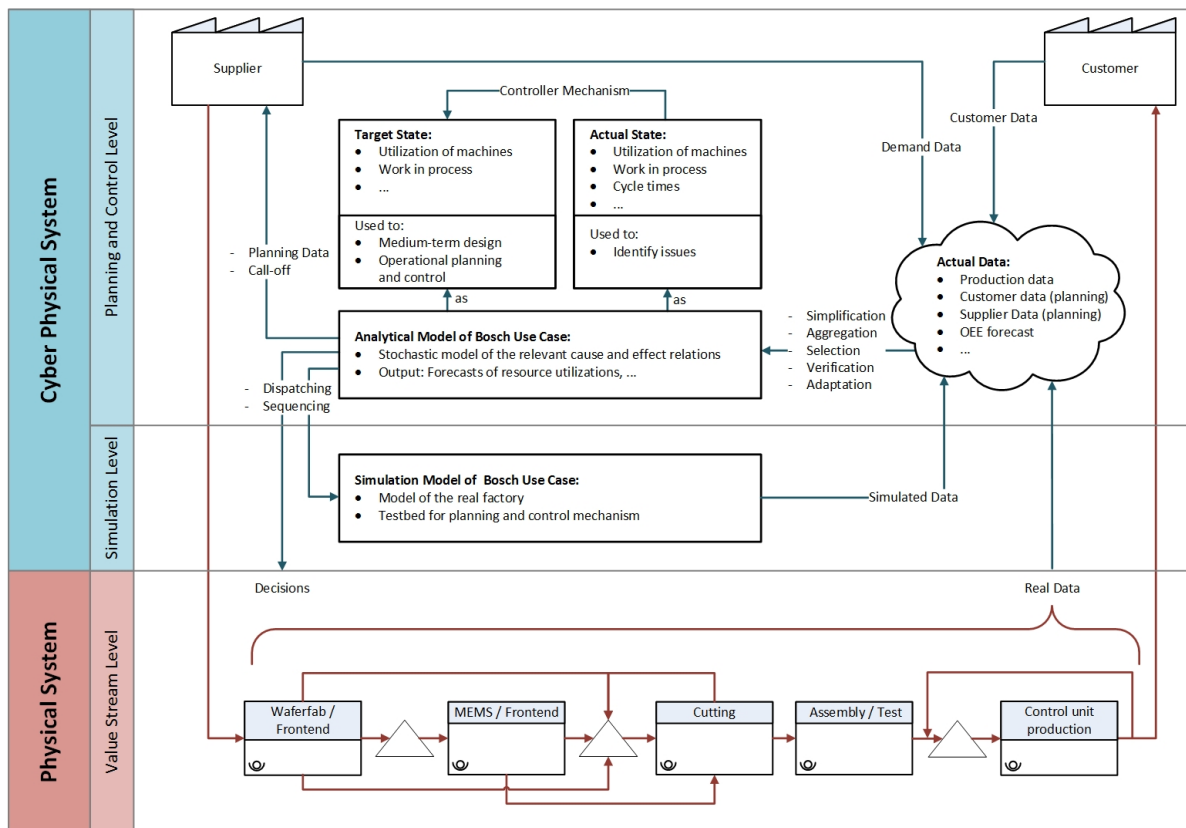 Cyber Physical System
Planning and Control Level
Simulation Level
Physical System
Value Stream Level
Supplier
Customer
Controller Mechanism
Customer Data
Demand Data
Target State:
● Utilization of machines
● Work in process
● ...
Used to:
● Medium-term design
● Operational planning
and control
Actual State:
● Utilization of machines
● Work in process
● Cycle times
● ...
Used to:
● Identify issues
- Planning Data
- Call-off
as
as
Actual Data:
● Production data
● Customer data (planning)
● Supplier Data (planning)
● OEE forecast
● ...
- Simplification
- Aggregation
- Selection
- Verification
- Adaptation
Analytical Model of Bosch Use Case:
● Stochastic model of the relevant cause and effect relations
● Output: Forecasts of resource utilizations, ...
- Dispatching
- Sequencing
Simulation Model of Bosch Use Case:
● Model of the real factory
● Testbed for planning and control mechanism
Simulated Data
Decisions
Real Data
Waferfab /
Frontend
MEMS / Frontend
Cutting
Assembly / Test
Control unit
production